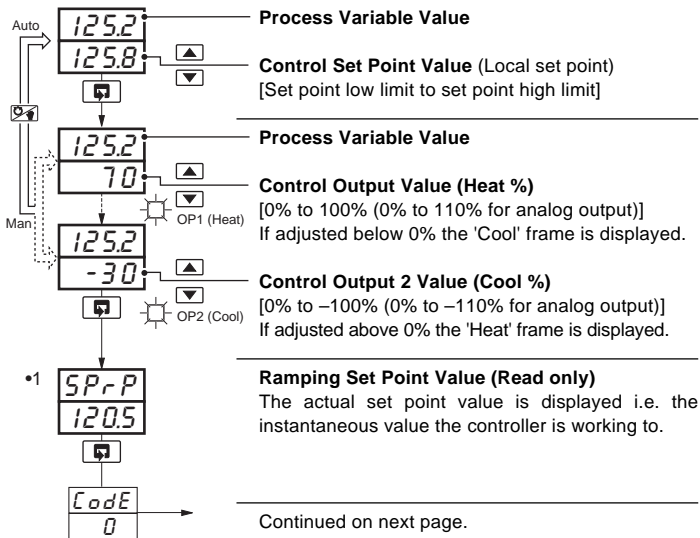 Auto
125.2
Process Variable Value
125.8
Control Set Point Value (Local set point)
[Set point low limit to set point high limit]
125.2
Process Variable Value
70
Control Output Value (Heat %)
[0% to 100% (0% to 110% for analog output)]
OP1 (Heat)
If adjusted below 0% the 'Cool' frame is displayed.
Man
125.2
-30
Control Output 2 Value (Cool %)
[0% to –100% (0% to –110% for analog output)]
OP2 (Cool)
If adjusted above 0% the 'Heat' frame is displayed.
•1
SPrP
Ramping Set Point Value (Read only)
120.5
The actual set point value is displayed i.e. the
instantaneous value the controller is working to.
CodE
0
Continued on next page.